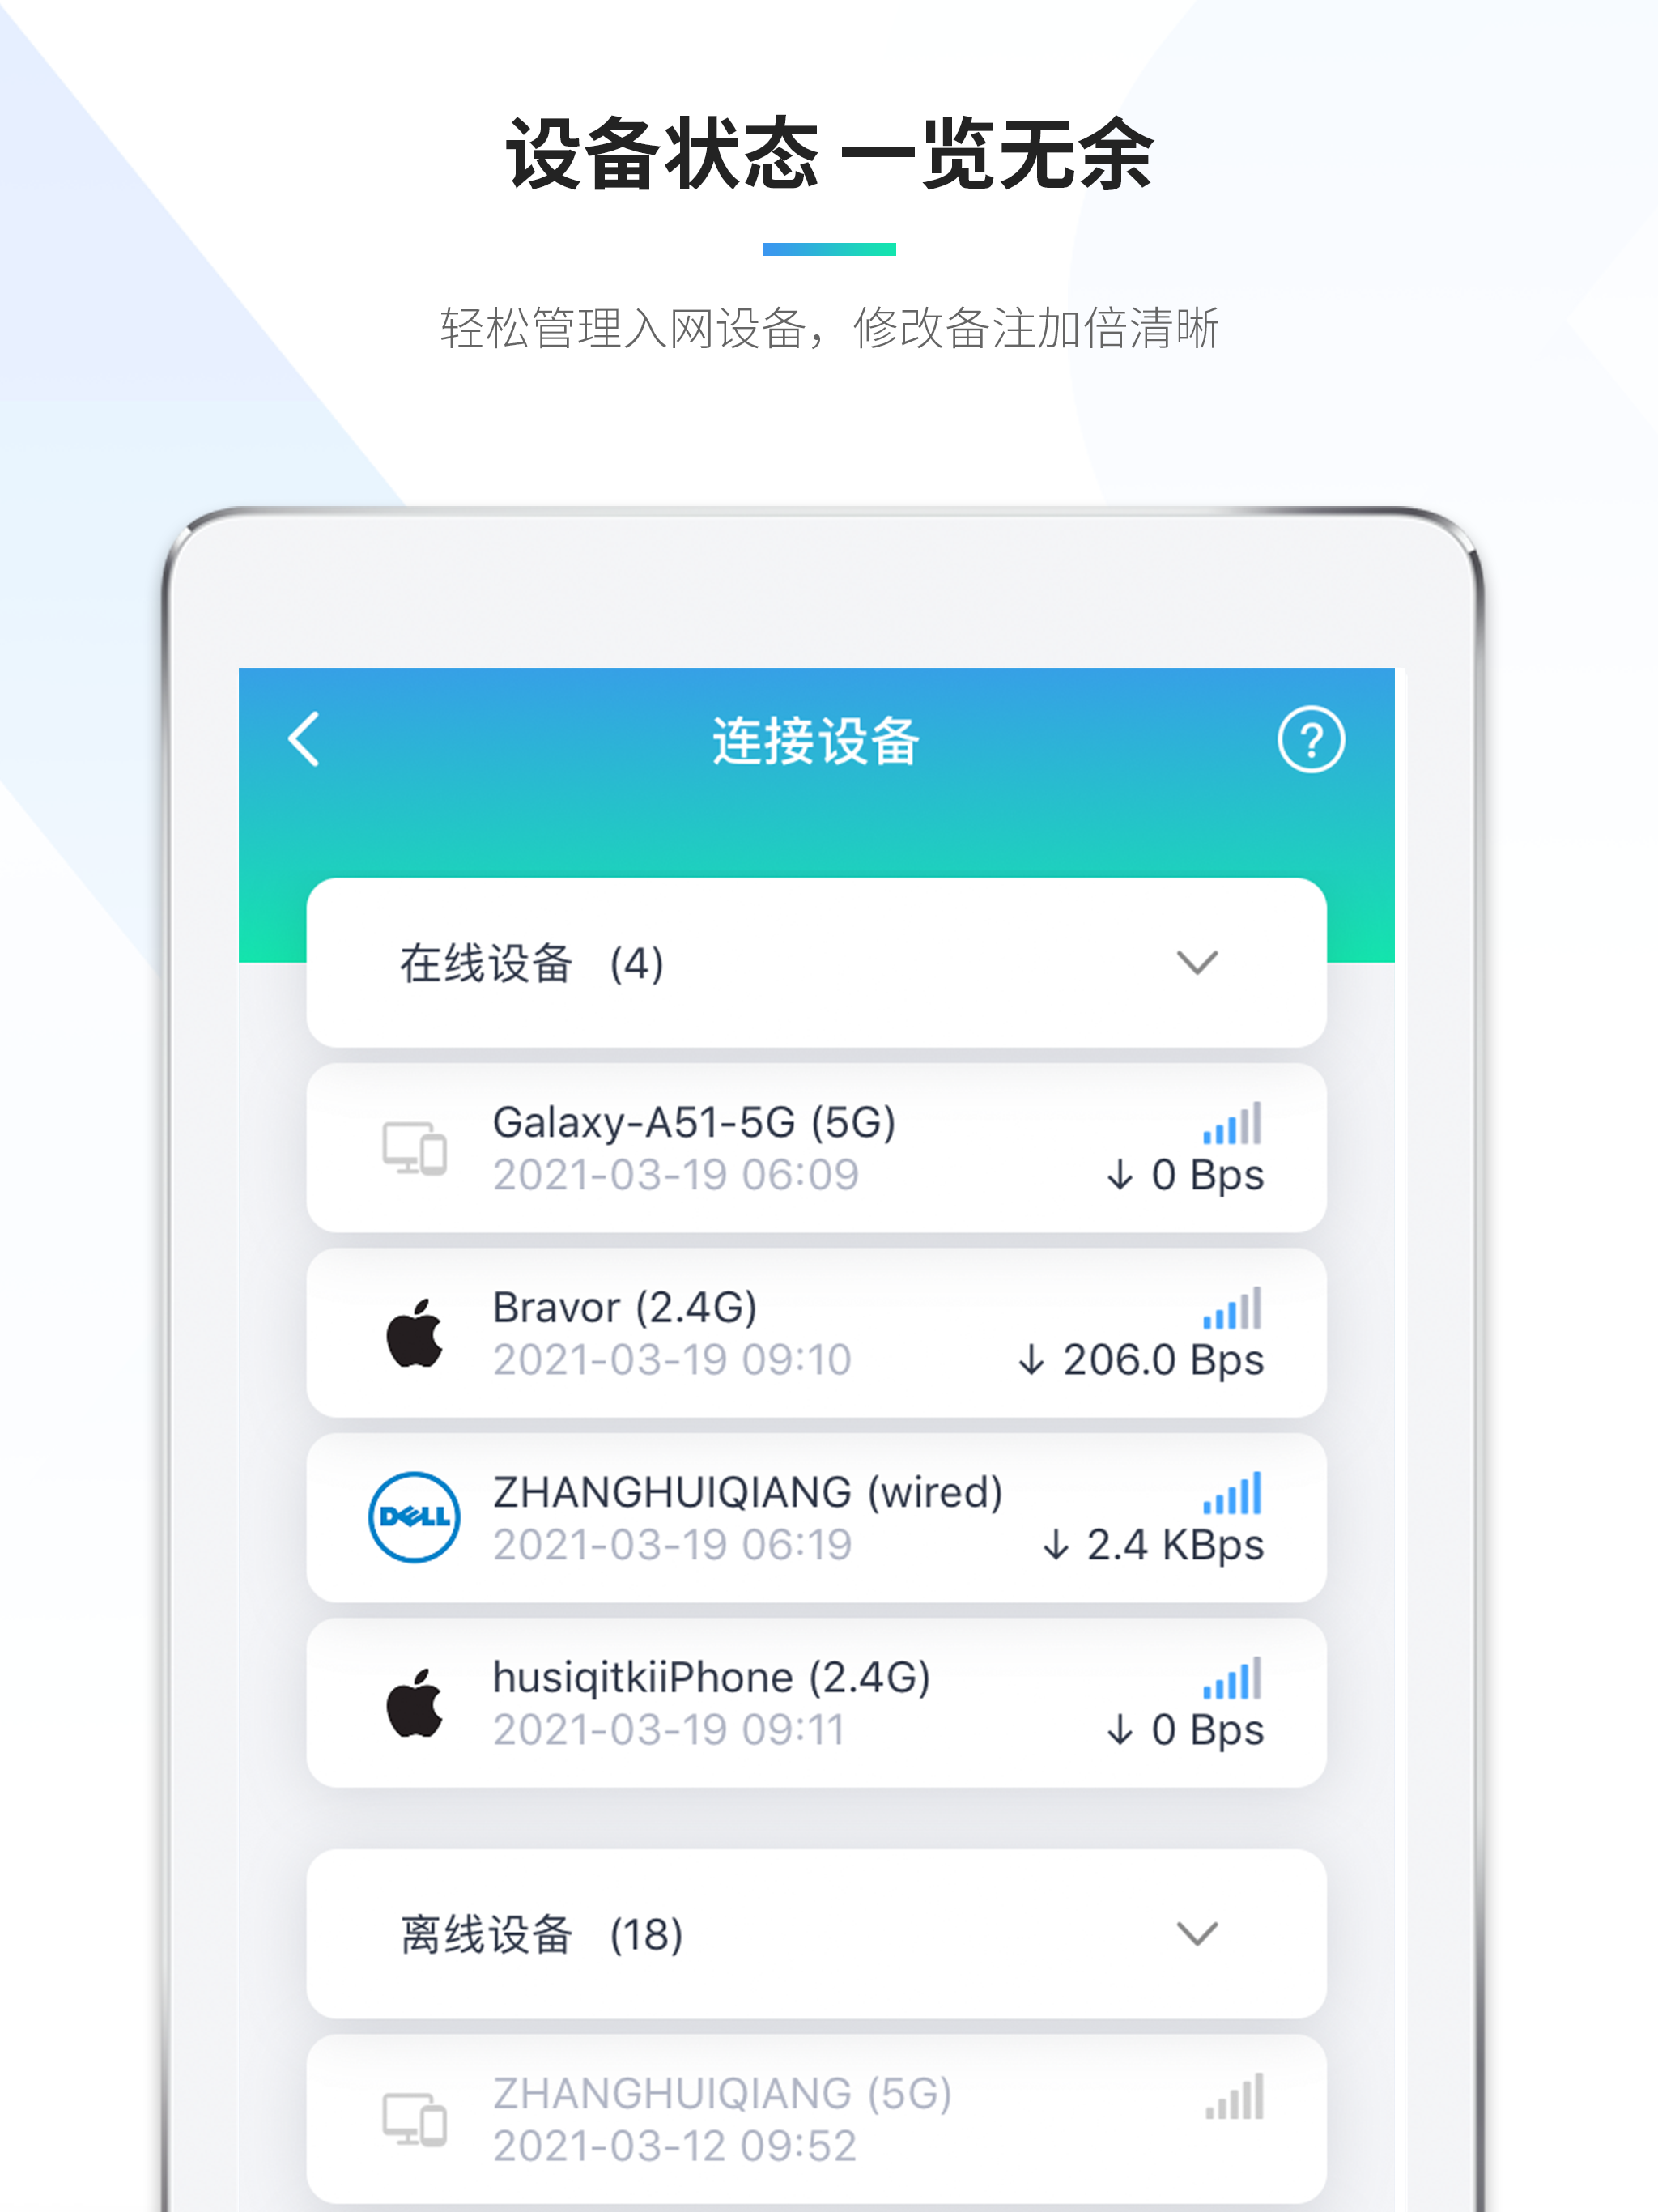 设备状态 一览无余
轻松管理入网设备，修改备注加倍清晰
连接设备
?
在线设备 (4)
Galaxy-A51-5G (5G)
2021-03-19 06:09
↓ 0 Bps
Bravor (2.4G)
2021-03-19 09:10
↓ 206.0 Bps
DELL
ZHANGHUIQIANG (wired)
2021-03-19 06:19
↓ 2.4 KBps
husiqitkiiPhone (2.4G)
2021-03-19 09:11
↓ 0 Bps
离线设备 (18)
ZHANGHUIQIANG (5G)
2021-03-12 09:52